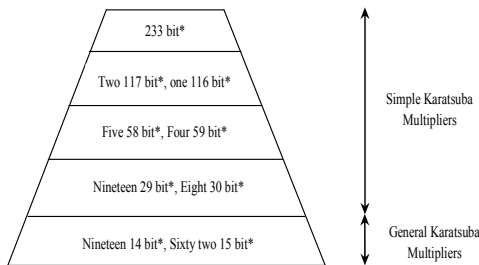 233 bit*
Two 117 bit*, one 116 bit*
Five 58 bit*, Four 59 bit*
Nineteen 29 bit*, Eight 30 bit*
Nineteen 14 bit*, Sixty two 15 bit*
Simple Karatsuba
Multipliers
General Karatsuba
Multipliers